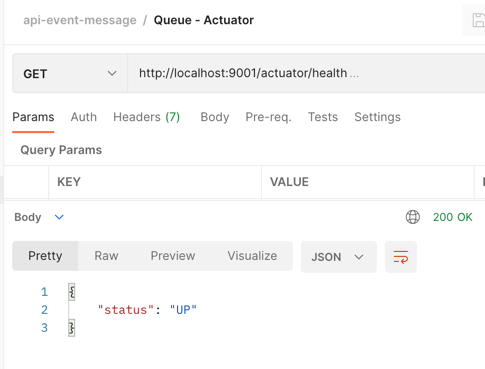 api-event-message / Queue - Actuator
GET http://localhost:9001/actuator/health ...
Params Auth Headers (7) Body Pre-req. Tests Settings
Query Params
KEY VALUE
Body 200 OK
Pretty Raw Preview Visualize JSON
1 {
2 "status": "UP"
3 }